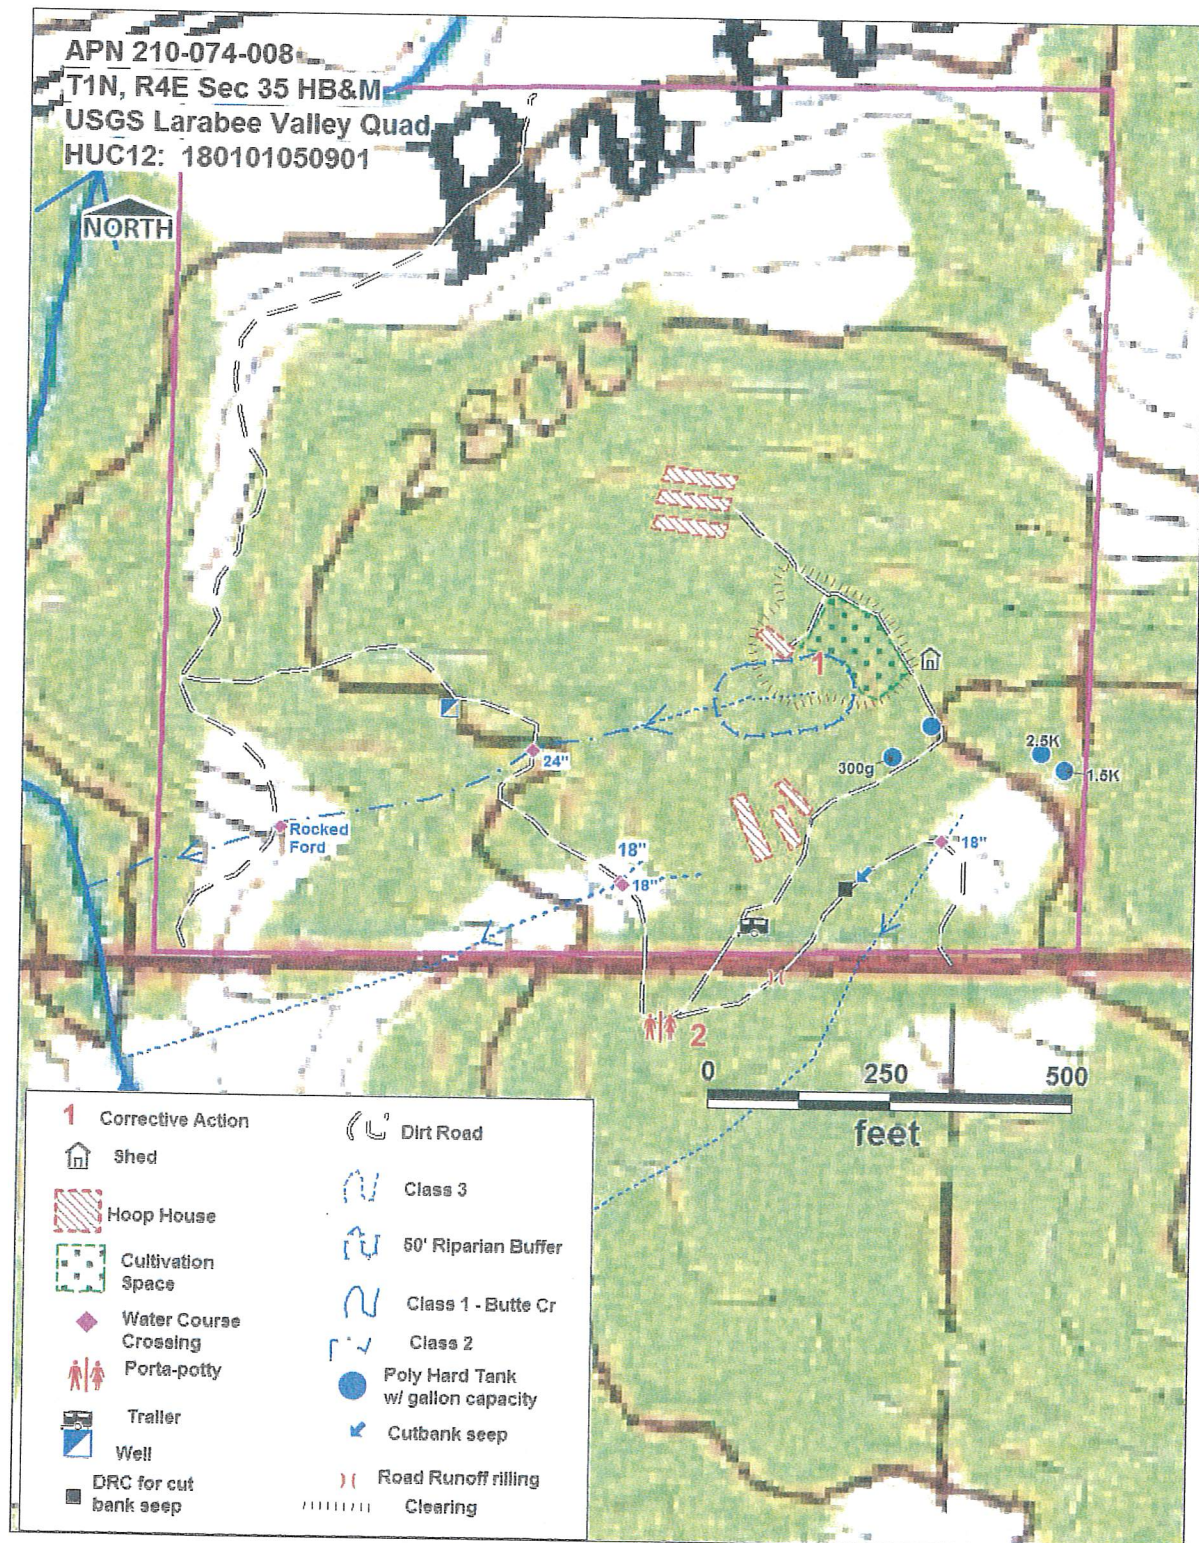 APN 210-074-008
T1N, R4E Sec 35 HB&M
USGS Larabee Valley Quad
HUC12: 180101050901
NORTH
2800
1
2.5K
300g
1.5K
24"
Rocked
Ford
18"
18"
18"
2
0 250 500
feet
1 Corrective Action
Shed
Hoop House
Cultivation
Space
Water Course
Crossing
Porta-potty
Trailer
Well
DRC for cut
bank seep
Dirt Road
Class 3
50' Riparian Buffer
Class 1 - Butte Cr
Class 2
Poly Hard Tank
w/ gallon capacity
Cutbank seep
Road Runoff rilling
Clearing